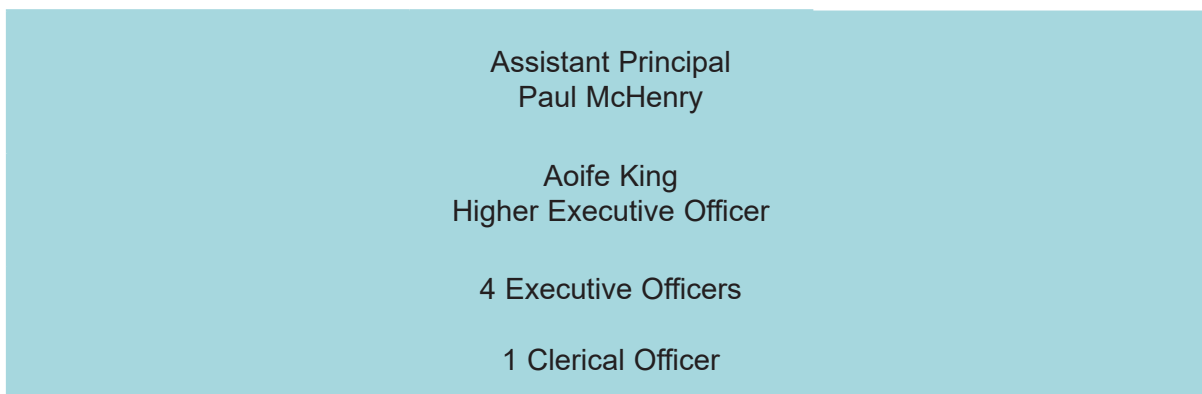 Assistant Principal
Paul McHenry
Aoife King
Higher Executive Officer
4 Executive Officers
1 Clerical Officer